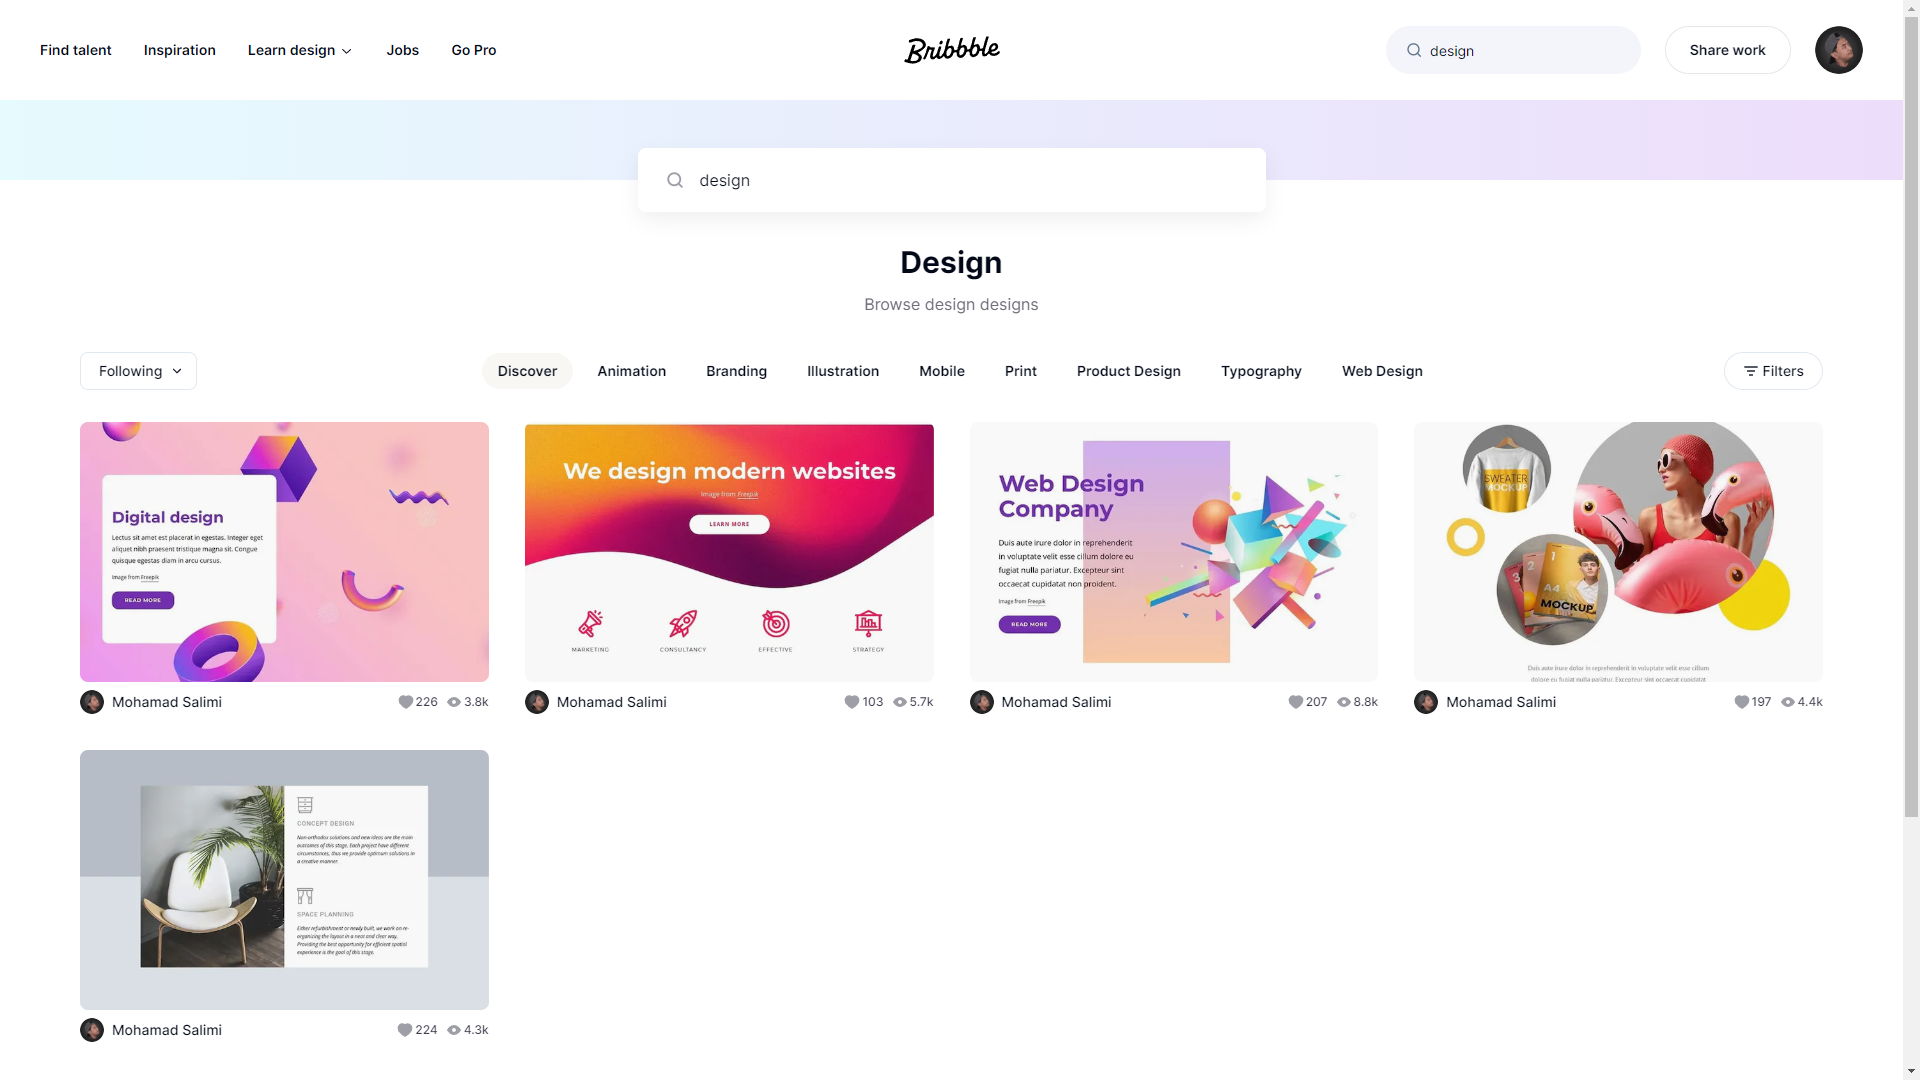 Find talent
Inspiration
Learn design
Jobs
Go Pro
Bribbble
design
Share work
design
Design
Browse design designs
Following
Discover
Animation
Branding
Illustration
Mobile
Print
Product Design
Typography
Web Design
Filters
Digital design
Lectus sit amet est placerat in egestas. Integer eget
aliquet nibh praesent tristique magna sit. Congue
quisque egestas diam in arcu cursus.
Image from Freepik
READ MORE
We design modern websites
Image from Freepik
LEARN MORE
MARKETING
CONSULTANCY
EFFECTIVE
STRATEGY
Web Design
Company
Duis aute irure dolor in reprehenderit
in voluptate velit esse cillum dolore eu
fugiat nulla pariatur. Excepteur sint
occaecat cupidatat non proident.
Image from Freepik
READ MORE
SWEATER
MOCKUP
1
2
3
A4
MOCKUP
Duis aute irure dolor in reprehenderit in voluptate velit esse cillum
dolore eu fugiat nulla pariatur. Excepteur sint occaecat cupidatat
Mohamad Salimi
226
3.8k
Mohamad Salimi
103
5.7k
Mohamad Salimi
207
8.8k
Mohamad Salimi
197
4.4k
CONCEPT DESIGN
Non-orthodox solutions and new ideas are the main
outcomes of this stage. Each project have different
circumstances, thus we provide optimum solutions in
a creative manner.
SPACE PLANNING
Either refurbishment or newly built, we work on re-
organizing the layout in a neat and clear way.
Providing the best opportunity for efficient spatial
experience is the goal of this stage.
Mohamad Salimi
224
4.3k